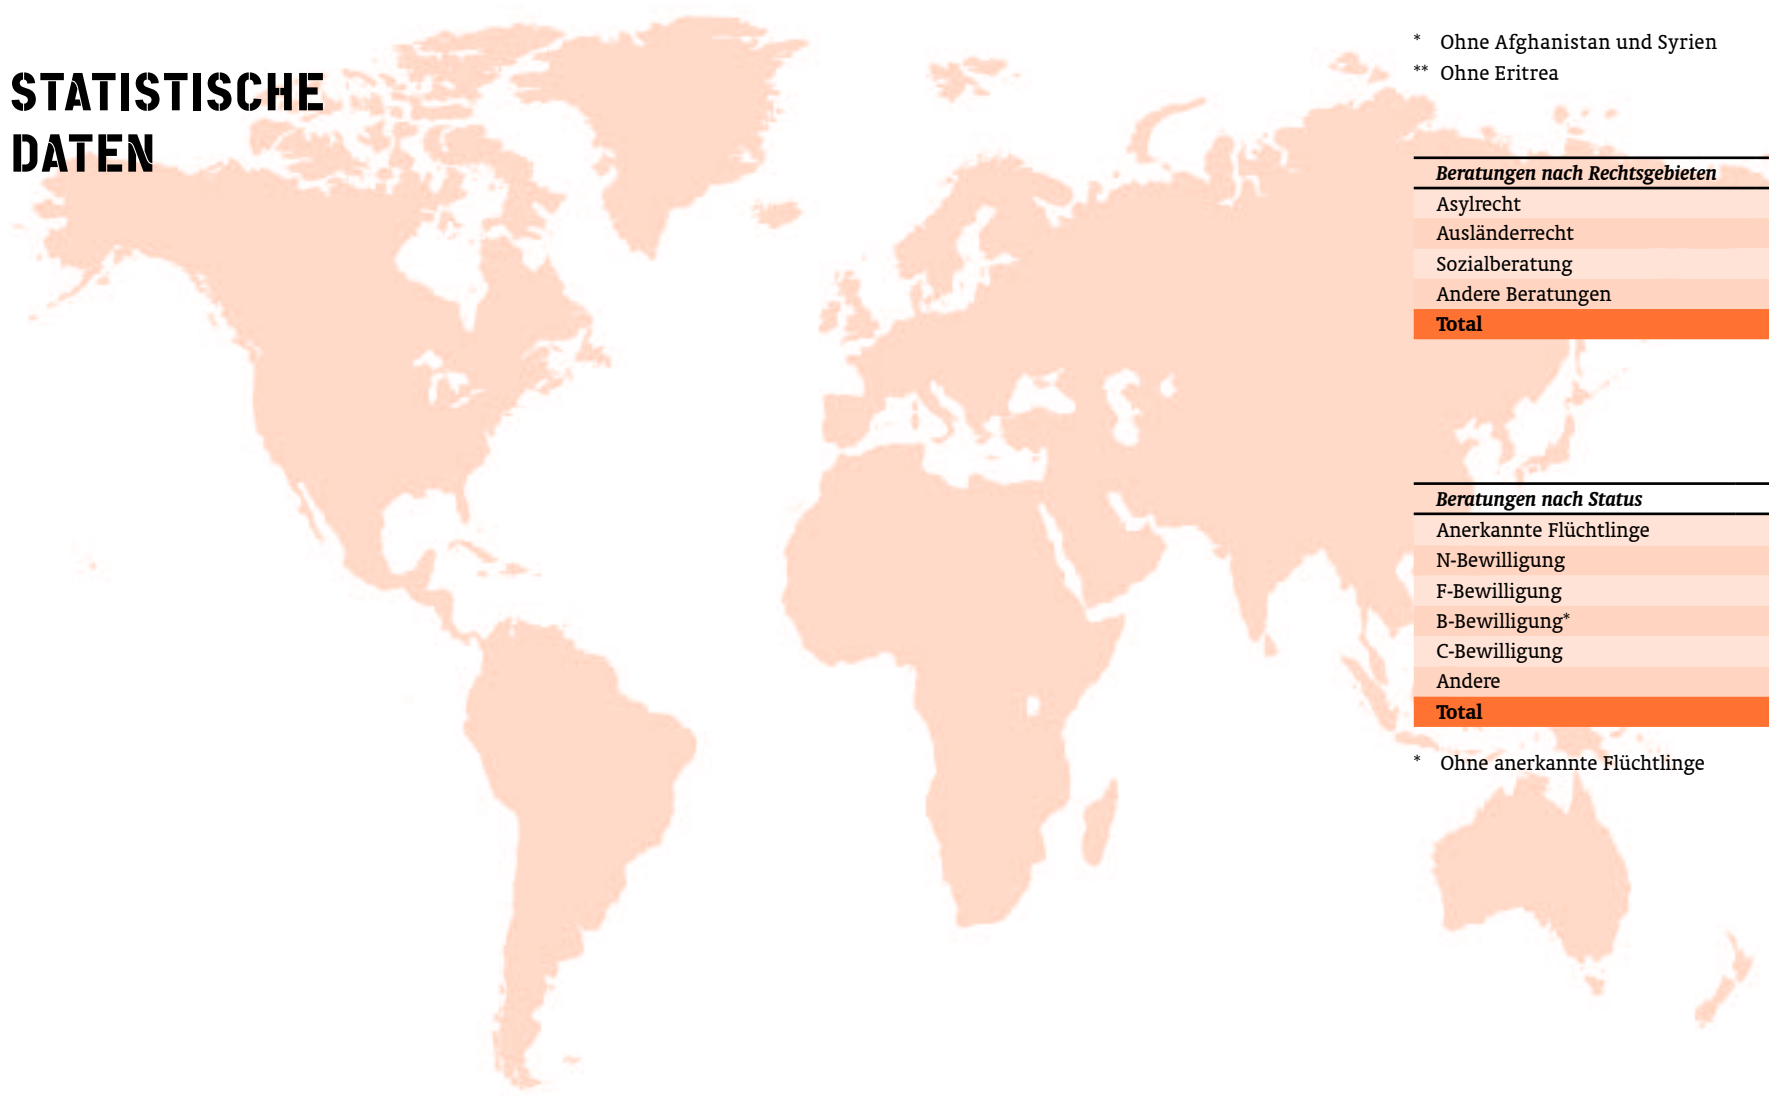 STATISTISCHE
DATEN
* Ohne Afghanistan und Syrien
** Ohne Eritrea
Beratungen nach Rechtsgebieten
Asylrecht
Ausländerrecht
Sozialberatung
Andere Beratungen
Total
Beratungen nach Status
Anerkannte Flüchtlinge
N-Bewilligung
F-Bewilligung
B-Bewilligung*
C-Bewilligung
Andere
Total
* Ohne anerkannte Flüchtlinge